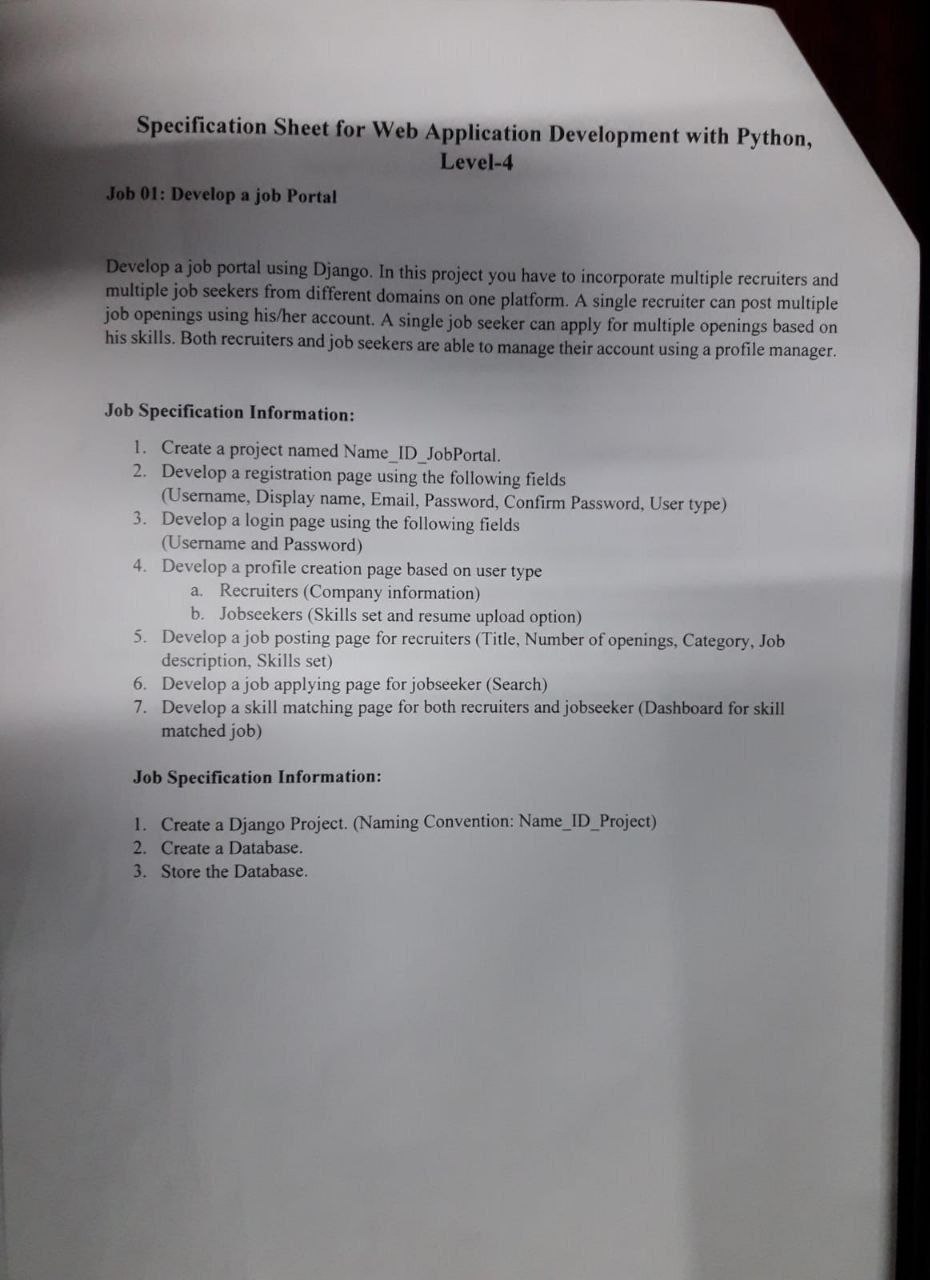 Specification Sheet for Web Application Development with Python,
Level-4
Job 01: Develop a job Portal
Develop a job portal using Django. In this project you have to incorporate multiple recruiters and
multiple job seekers from different domains on one platform. A single recruiter can post multiple
job openings using his/her account. A single job seeker can apply for multiple openings based on
his skills. Both recruiters and job seekers are able to manage their account using a profile manager.
Job Specification Information:
1. Create a project named Name_ID_JobPortal.
2. Develop a registration page using the following fields
(Username, Display name, Email, Password, Confirm Password, User type)
3. Develop a login page using the following fields
(Username and Password)
4. Develop a profile creation page based on user type
a. Recruiters (Company information)
b. Jobseekers (Skills set and resume upload option)
5. Develop a job posting page for recruiters (Title, Number of openings, Category, Job
description, Skills set)
6. Develop a job applying page for jobseeker (Search)
7. Develop a skill matching page for both recruiters and jobseeker (Dashboard for skill
matched job)
Job Specification Information:
1. Create a Django Project. (Naming Convention: Name_ID_Project)
2. Create a Database.
3. Store the Database.